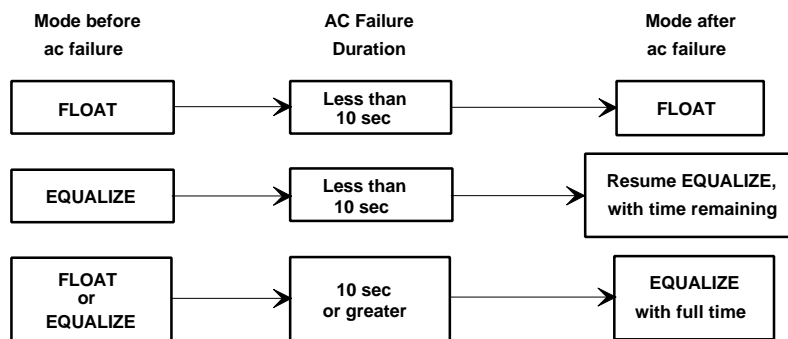 Mode before
ac failure
AC Failure
Duration
Mode after
ac failure
FLOAT
Less than
10 sec
FLOAT
EQUALIZE
Less than
10 sec
Resume EQUALIZE,
with time remaining
FLOAT
or
EQUALIZE
10 sec
or greater
EQUALIZE
with full time